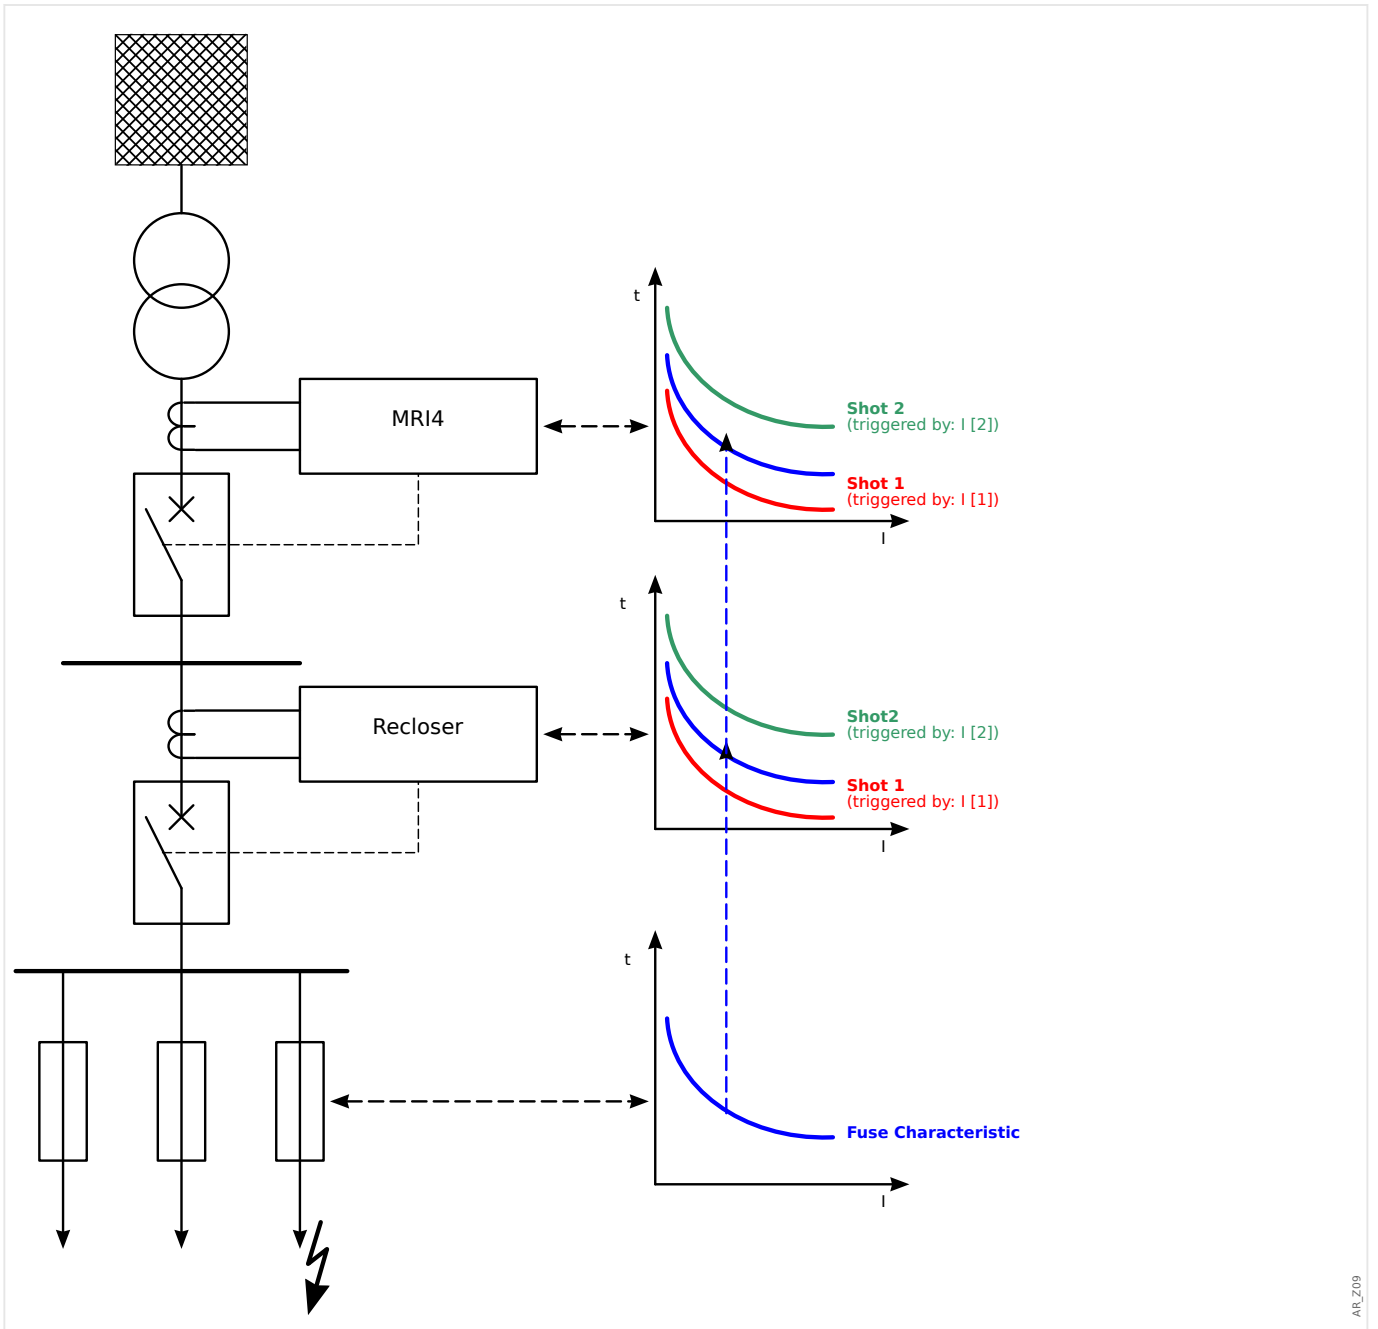 t
MRI4
Shot 2
(triggered by: I [2])
Shot 1
(triggered by: I [1])
I
t
Recloser
Shot2
(triggered by: I [2])
Shot 1
(triggered by: I [1])
I
t
Fuse Characteristic
I
AR_Z09